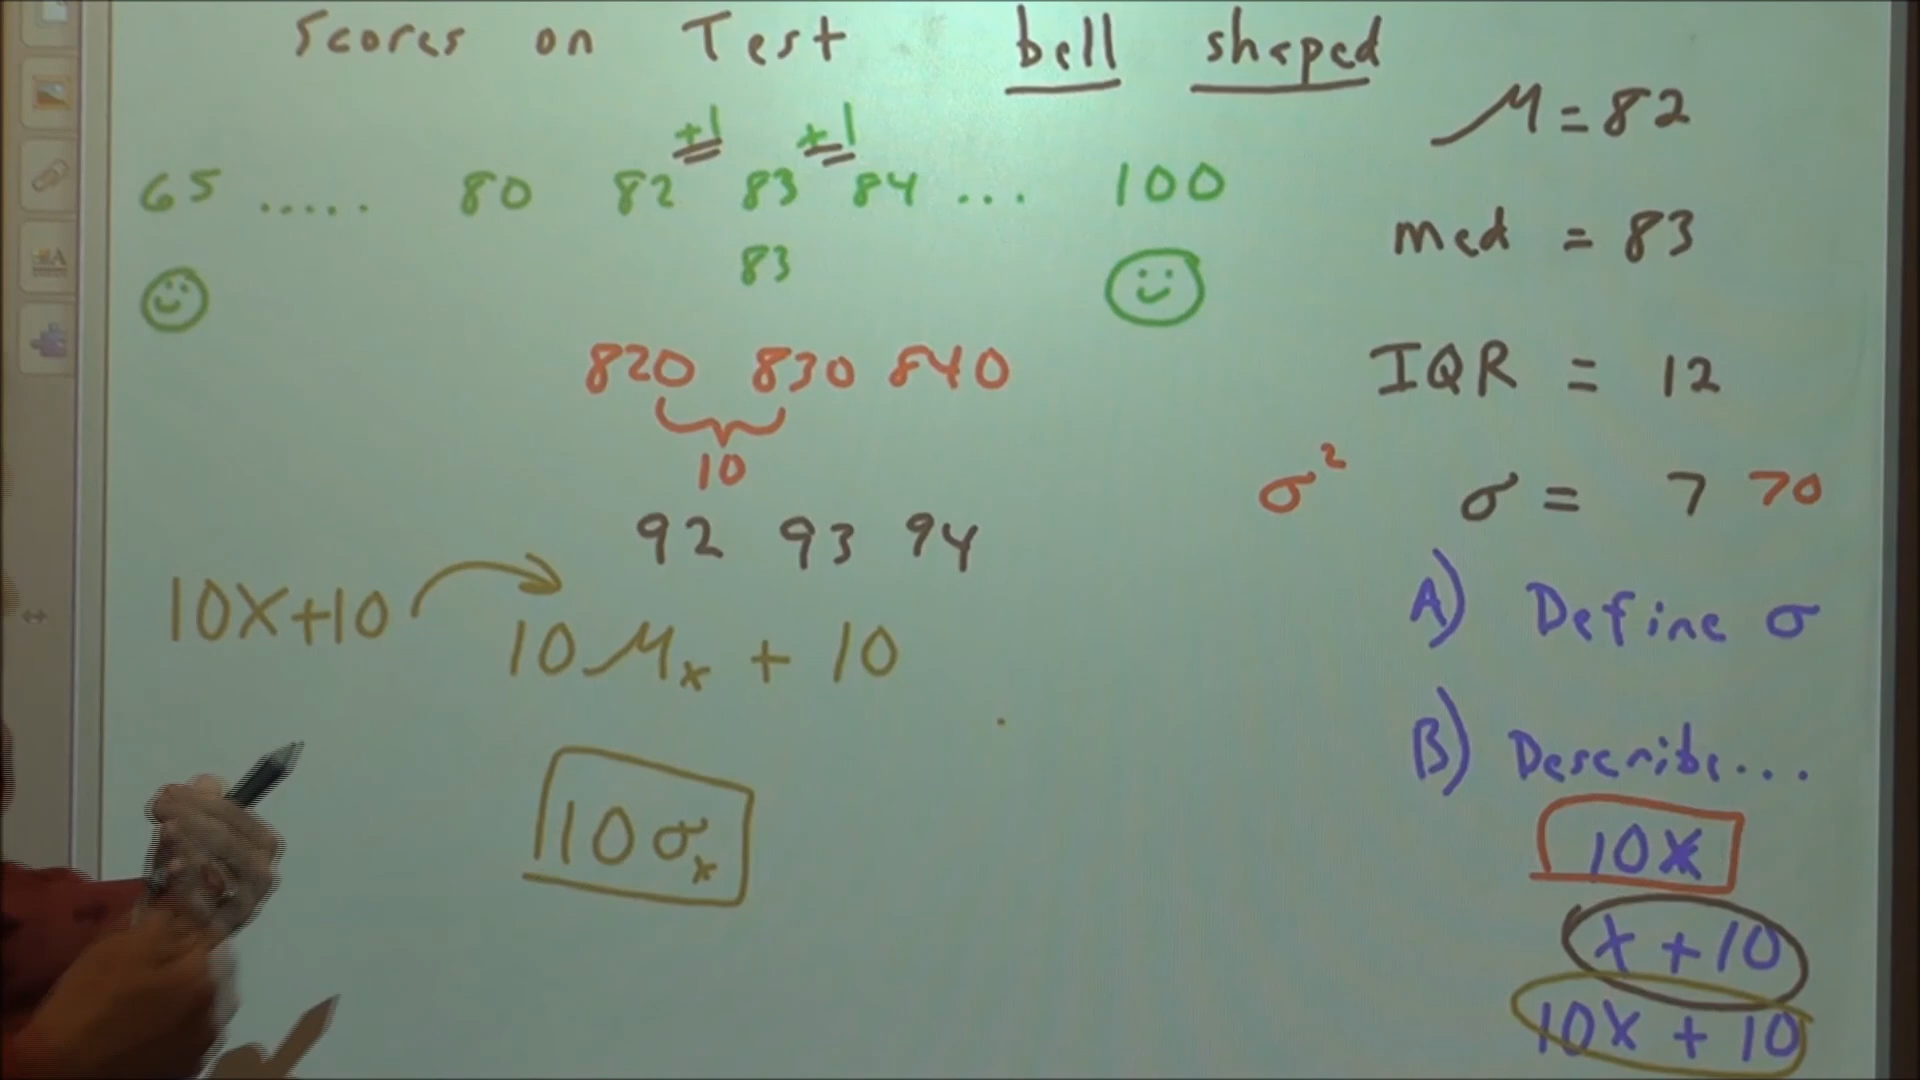 Scores on Test bell shaped
μ = 82
+1 +1
65 ..... 80 82 83 84 ... 100
83
med = 83
820 830 840
IQR = 12
10
σ² σ = 7 70
92 93 94
10X+10
10μₓ + 10
A) Define σ
B) Describe...
10σₓ
10x
x + 10
10x + 10